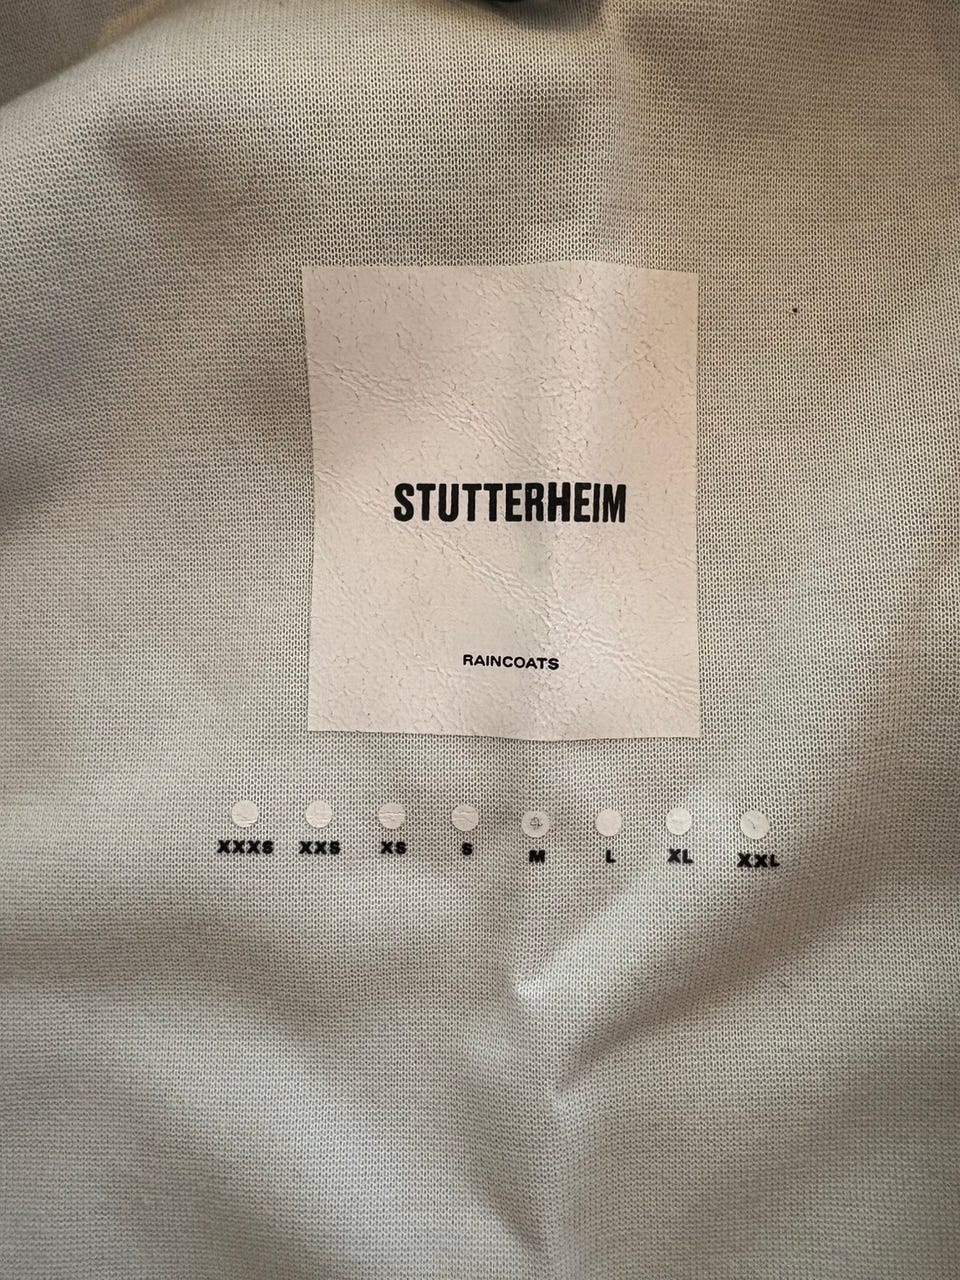 STUTTERHEIM
RAINCOATS
XXXS XXS XS S M L XL XXL